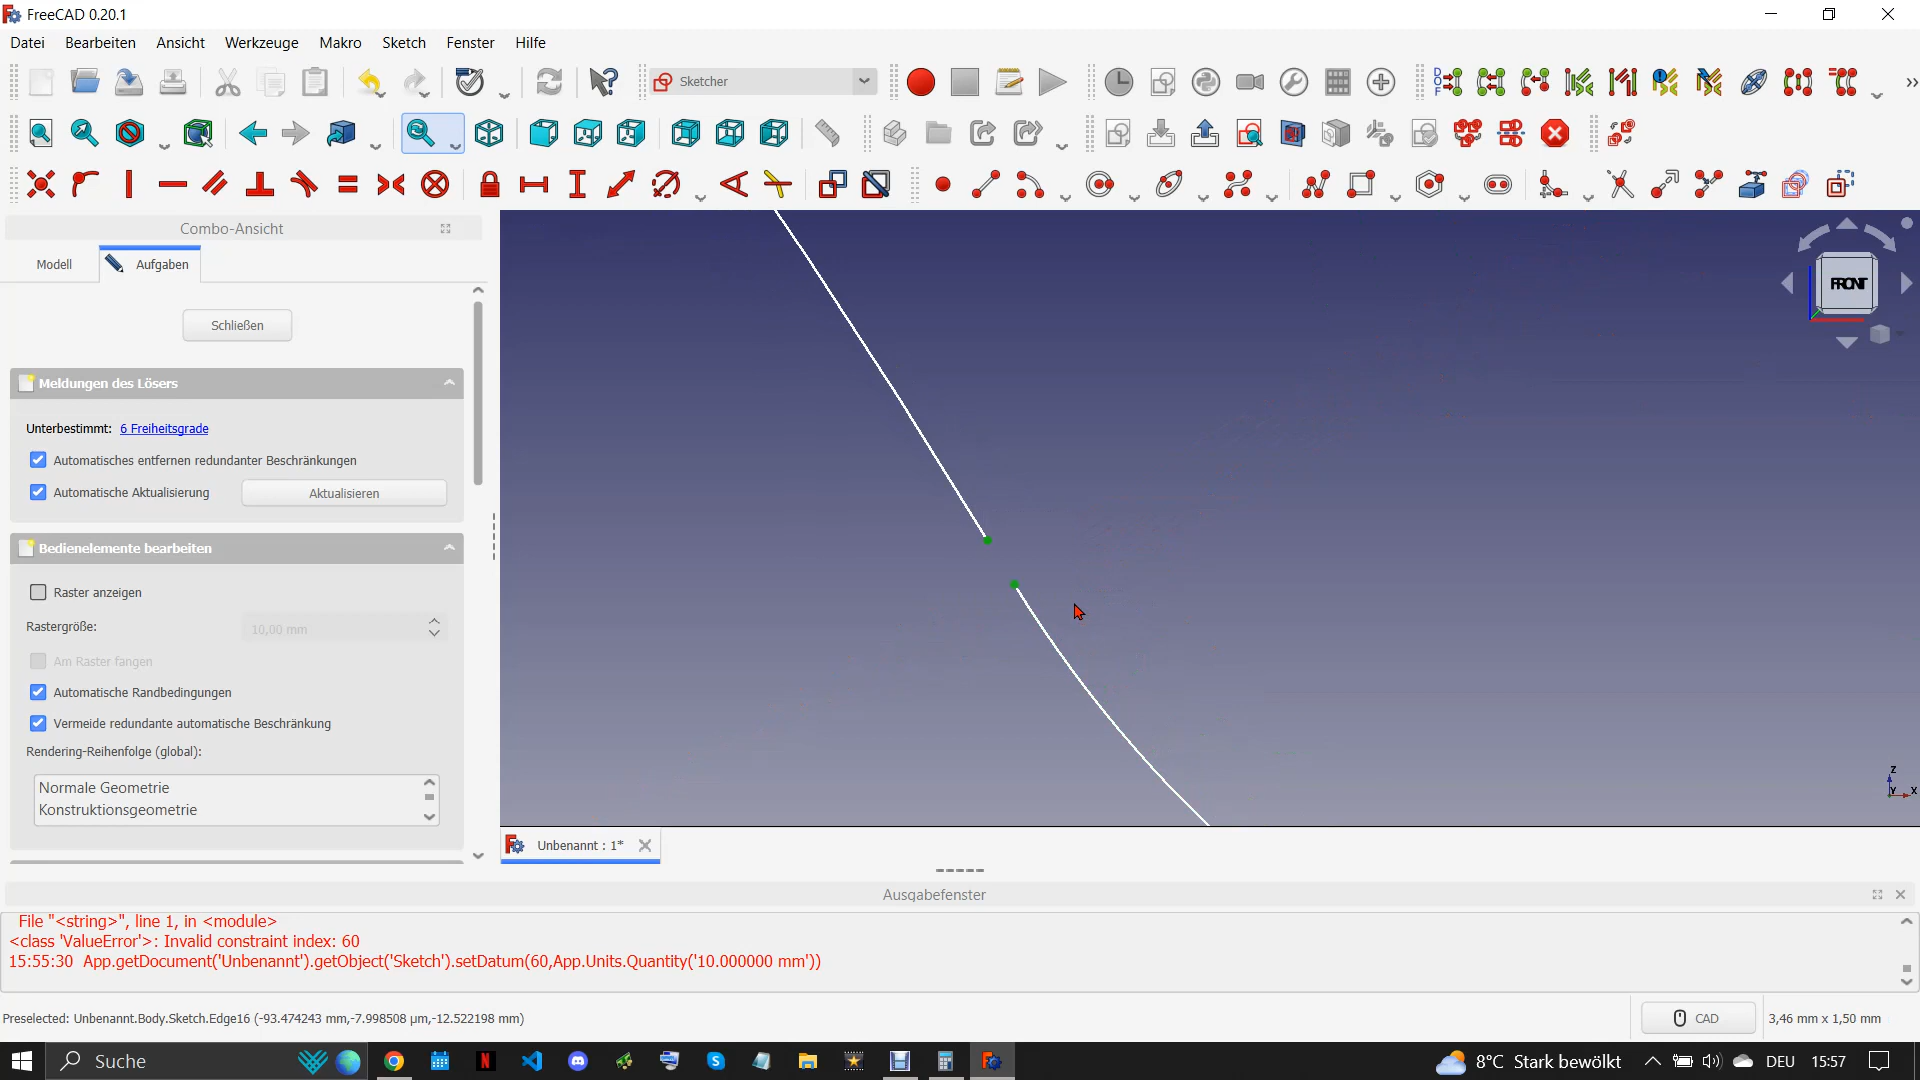 FreeCAD 0.20.1
Datei Bearbeiten Ansicht Werkzeuge Makro Sketch Fenster Hilfe
Sketcher
Combo-Ansicht
Modell Aufgaben
Schließen
Meldungen des Lösers
Unterbestimmt: 6 Freiheitsgrade
Automatisches entfernen redundanter Beschränkungen
Automatische Aktualisierung Aktualisieren
Bedienelemente bearbeiten
Raster anzeigen
Rastergröße: 10,00 mm
Am Raster fangen
Automatische Randbedingungen
Vermeide redundante automatische Beschränkung
Rendering-Reihenfolge (global):
Normale Geometrie
Konstruktionsgeometrie
FRONT
Z
Y X
Unbenannt : 1*
Ausgabefenster
File "<string>", line 1, in <module>
<class 'ValueError'>: Invalid constraint index: 60
15:55:30 App.getDocument('Unbenannt').getObject('Sketch').setDatum(60,App.Units.Quantity('10.000000 mm'))
Preselected: Unbenannt.Body.Sketch.Edge16 (-93.474243 mm,-7.998508 µm,-12.522198 mm)
CAD 3,46 mm x 1,50 mm
Suche
8°C Stark bewölkt DEU 15:57